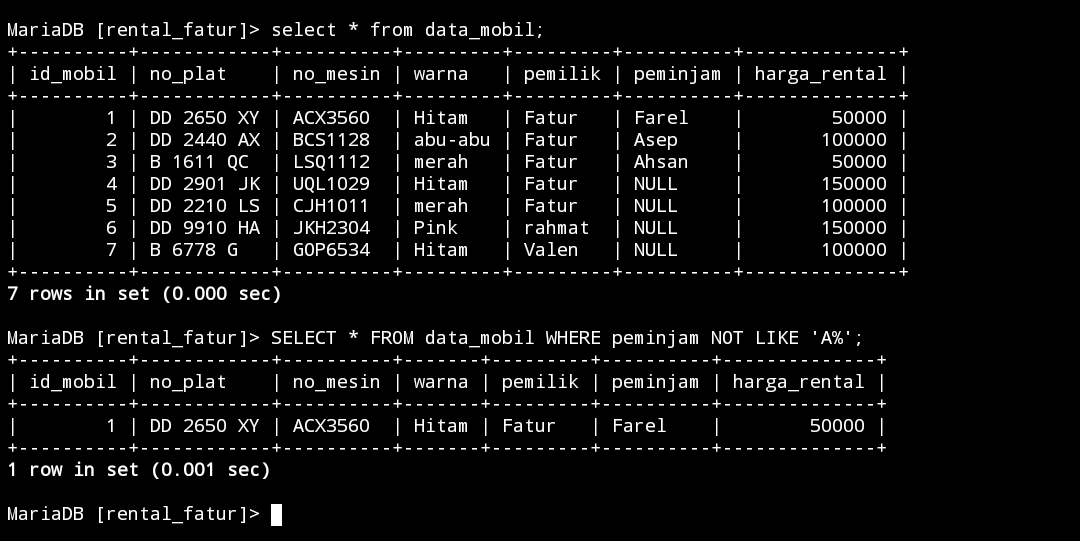 MariaDB [rental_fatur]> select * from data_mobil;
+----------+------------+----------+---------+---------+----------+--------------+
| id_mobil | no_plat    | no_mesin | warna   | pemilik | peminjam | harga_rental |
+----------+------------+----------+---------+---------+----------+--------------+
|        1 | DD 2650 XY | ACX3560  | Hitam   | Fatur   | Farel    |        50000 |
|        2 | DD 2440 AX | BCS1128  | abu-abu | Fatur   | Asep     |       100000 |
|        3 | B 1611 QC  | LSQ1112  | merah   | Fatur   | Ahsan    |        50000 |
|        4 | DD 2901 JK | UQL1029  | Hitam   | Fatur   | NULL     |       150000 |
|        5 | DD 2210 LS | CJH1011  | merah   | Fatur   | NULL     |       100000 |
|        6 | DD 9910 HA | JKH2304  | Pink    | rahmat  | NULL     |       150000 |
|        7 | B 6778 G   | GOP6534  | Hitam   | Valen   | NULL     |       100000 |
+----------+------------+----------+---------+---------+----------+--------------+
7 rows in set (0.000 sec)
MariaDB [rental_fatur]> SELECT * FROM data_mobil WHERE peminjam NOT LIKE 'A%';
+----------+------------+----------+-------+---------+----------+--------------+
| id_mobil | no_plat    | no_mesin | warna | pemilik | peminjam | harga_rental |
+----------+------------+----------+-------+---------+----------+--------------+
|        1 | DD 2650 XY | ACX3560  | Hitam | Fatur   | Farel    |        50000 |
+----------+------------+----------+-------+---------+----------+--------------+
1 row in set (0.001 sec)
MariaDB [rental_fatur]>